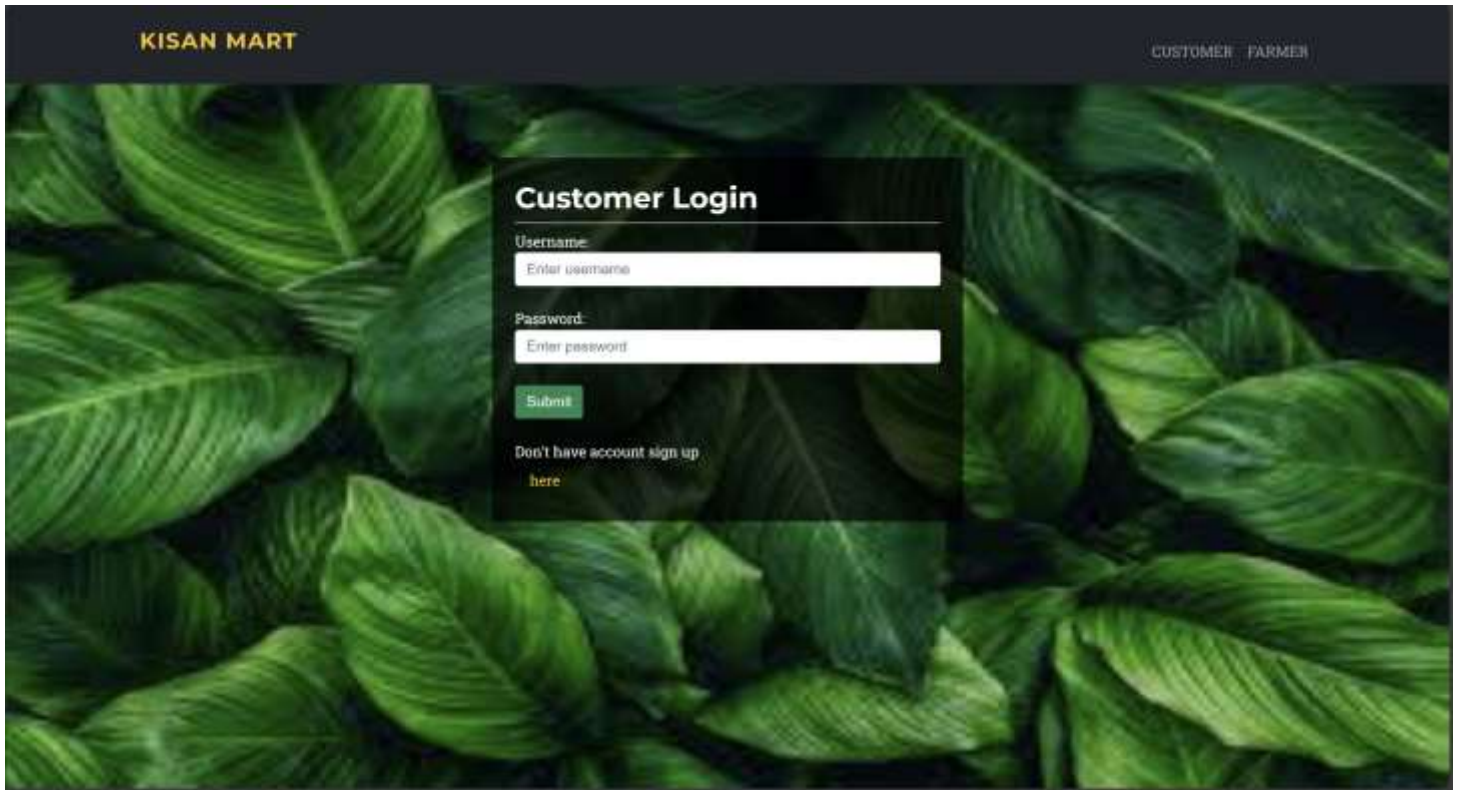 KISAN MART
CUSTOMER FARMER
Customer Login
Username:
Enter username
Password:
Enter password
Submit
Don't have account sign up
here